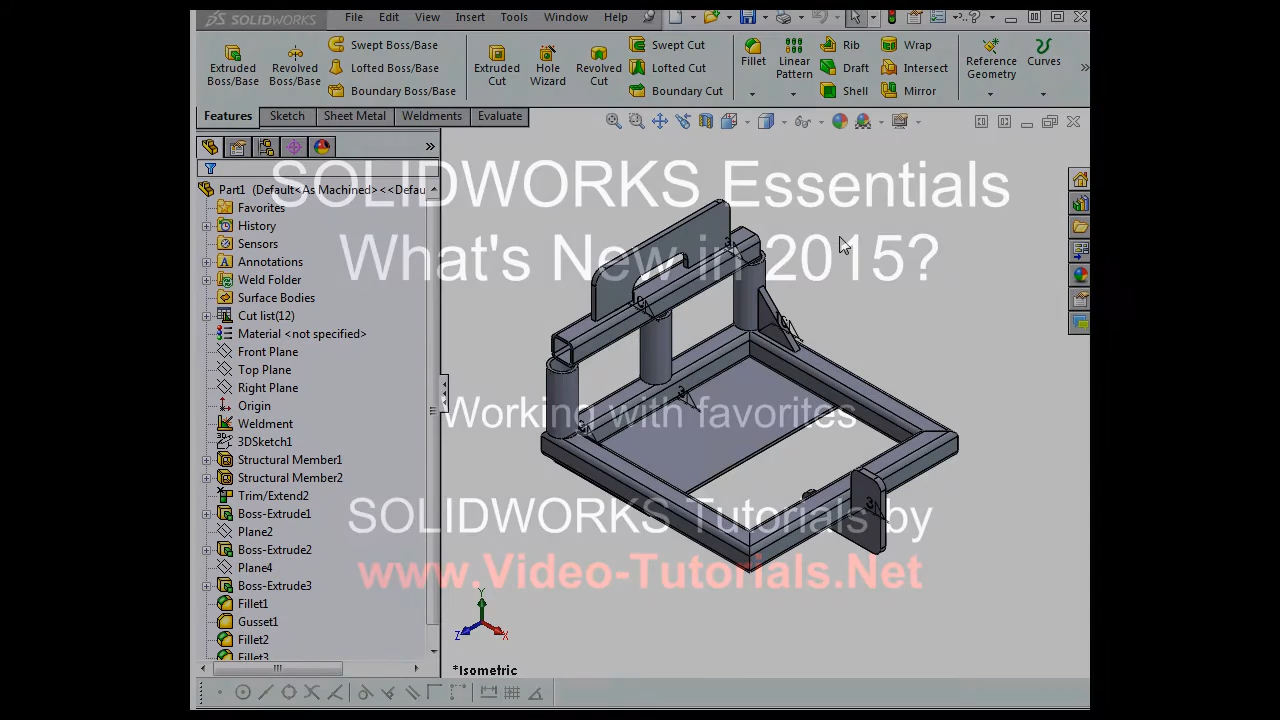 SOLIDWORKS File Edit View Insert Tools Window Help
Extruded Boss/Base Revolved Boss/Base Swept Boss/Base Lofted Boss/Base Boundary Boss/Base Extruded Cut Hole Wizard Revolved Cut Swept Cut Lofted Cut Boundary Cut Fillet Linear Pattern Rib Draft Shell Wrap Intersect Mirror Reference Geometry Curves
Features Sketch Sheet Metal Weldments Evaluate
Part1 (Default<As Machined><<Defau
Favorites
History
Sensors
Annotations
Weld Folder
Surface Bodies
Cut list(12)
Material <not specified>
Front Plane
Top Plane
Right Plane
Origin
Weldment
3DSketch1
Structural Member1
Structural Member2
Trim/Extend2
Boss-Extrude1
Plane2
Boss-Extrude2
Plane4
Boss-Extrude3
Fillet1
Gusset1
Fillet2
Fillet3
SOLIDWORKS Essentials
What's New in 2015?
Working with favorites
SOLIDWORKS Tutorials by
www.Video-Tutorials.Net
Y
Z
X
*Isometric